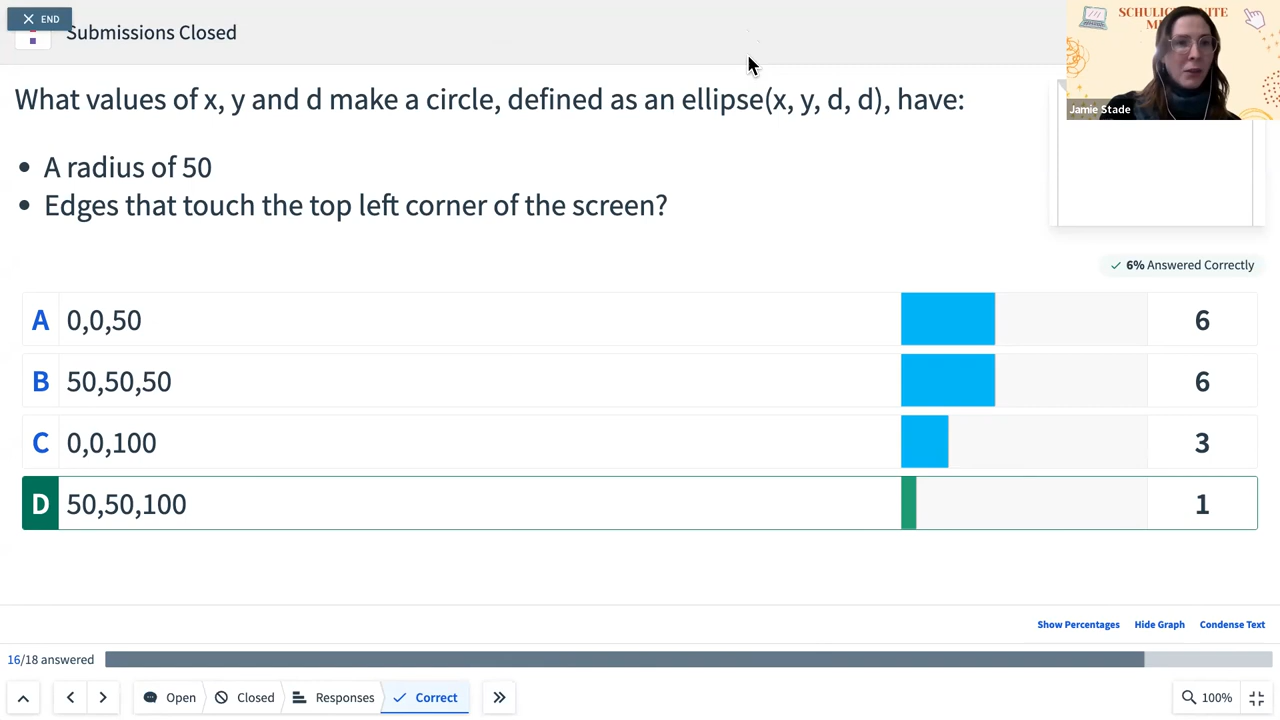 END
Submissions Closed
What values of x, y and d make a circle, defined as an ellipse(x, y, d, d), have:
• A radius of 50
• Edges that touch the top left corner of the screen?
Jamie Stade
6% Answered Correctly
A 0,0,50 6
B 50,50,50 6
C 0,0,100 3
D 50,50,100 1
Show Percentages Hide Graph Condense Text
16/18 answered
Open Closed Responses Correct 100%